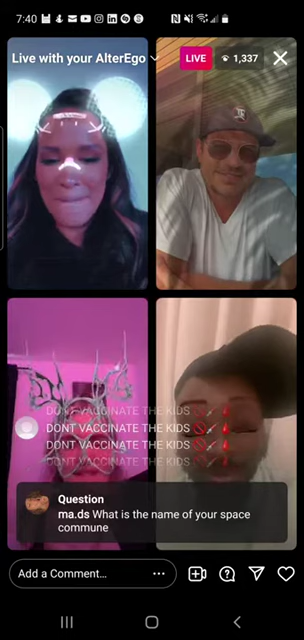 7:40
Live with your AlterEgo
LIVE
1,337
DONT VACCINATE THE KIDS
DONT VACCINATE THE KIDS
DONT VACCINATE THE KIDS
DONT VACCINATE THE KIDS
Question
ma.ds What is the name of your space
commune
Add a Comment...